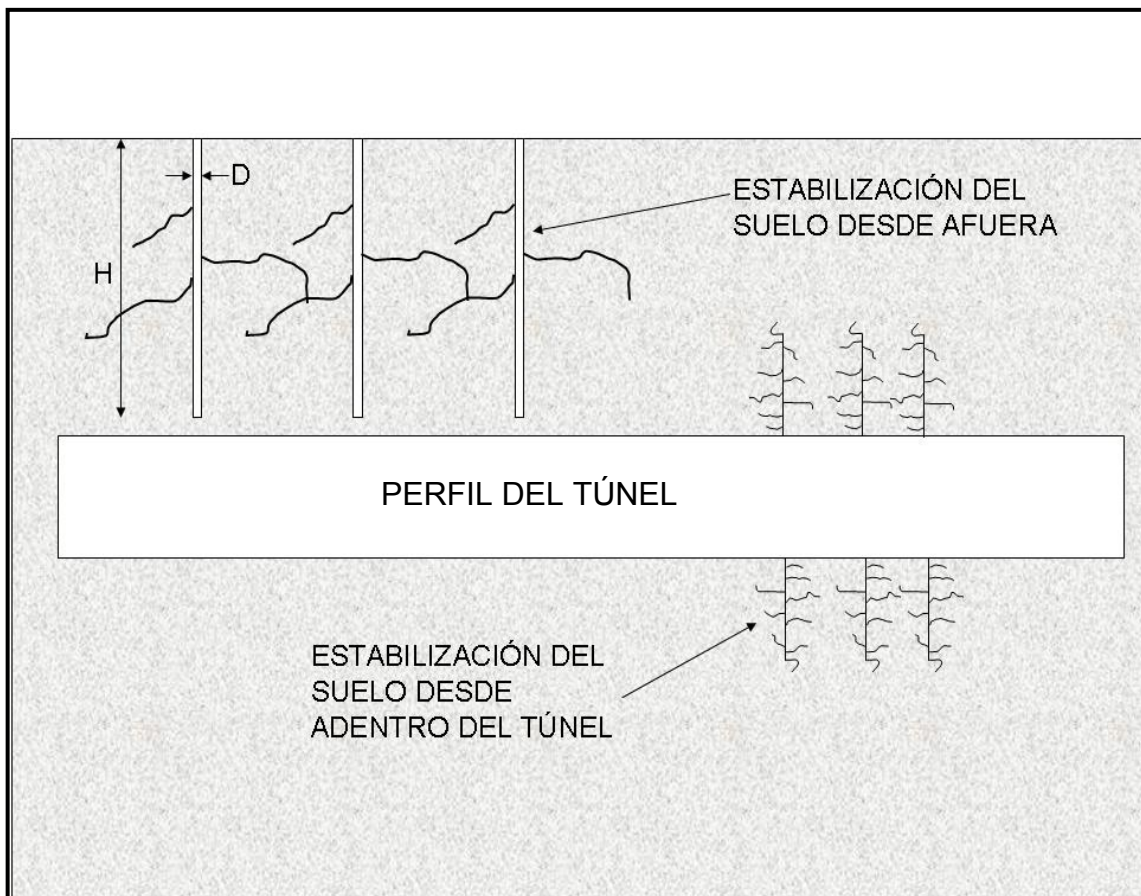 D
ESTABILIZACIÓN DEL
SUELO DESDE AFUERA
H
PERFIL DEL TÚNEL
ESTABILIZACIÓN DEL
SUELO DESDE
ADENTRO DEL TÚNEL